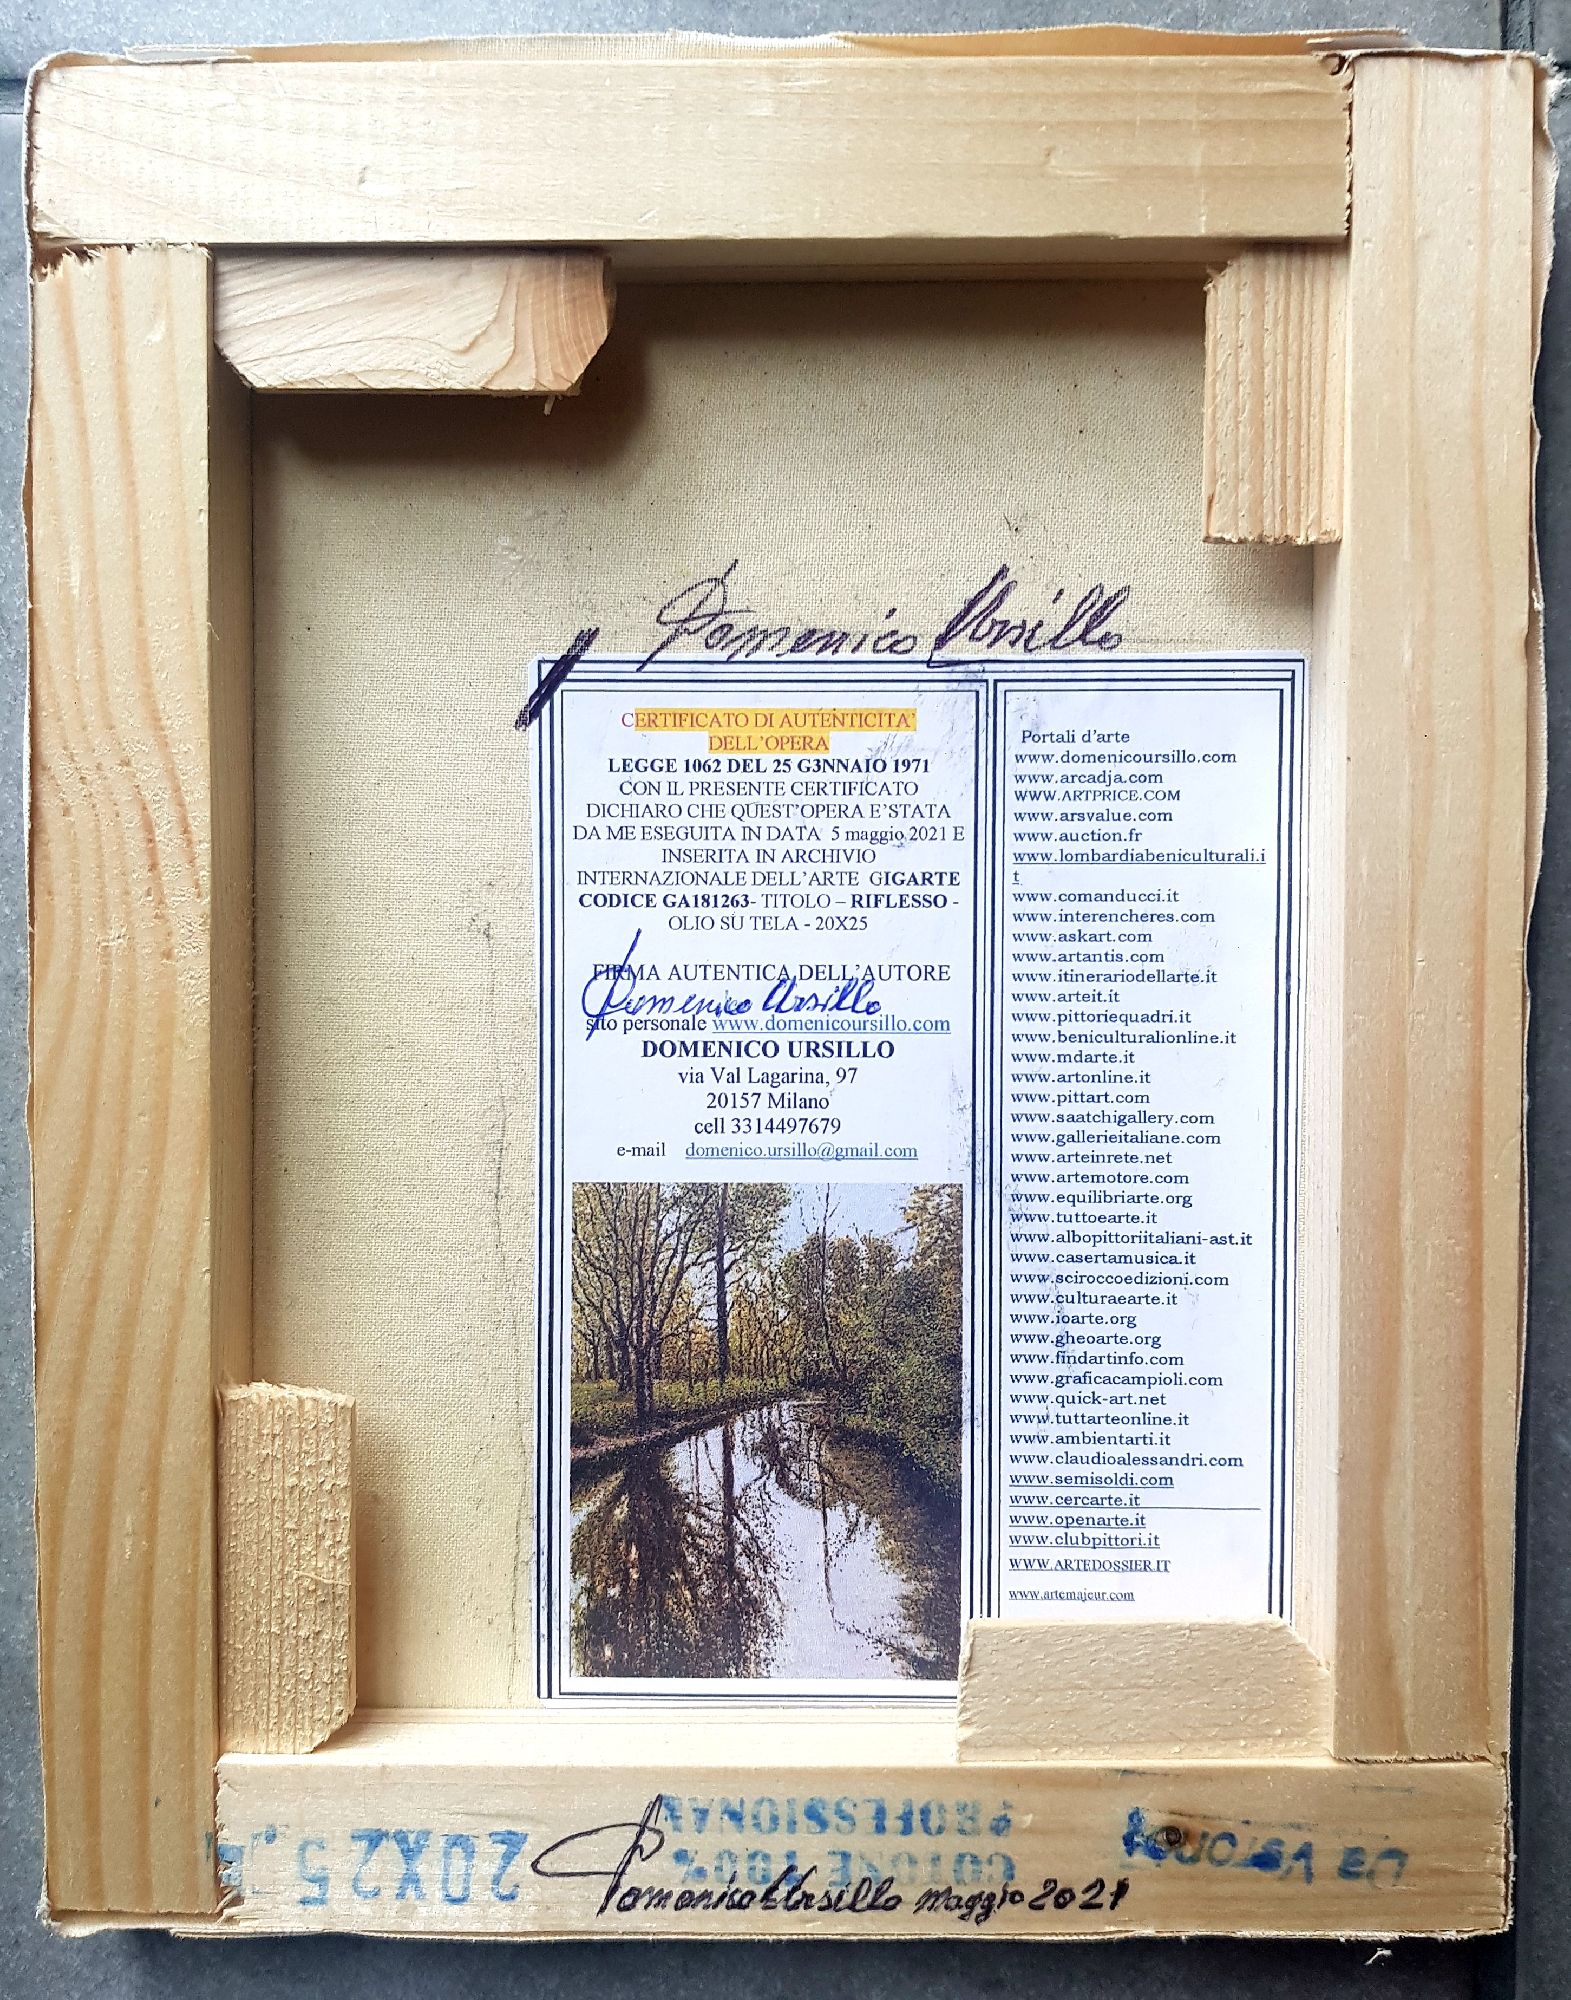 Domenico Ursillo
CERTIFICATO DI AUTENTICITA'
DELL'OPERA
LEGGE 1062 DEL 25 G3NNAIO 1971
CON IL PRESENTE CERTIFICATO
DICHIARO CHE QUEST'OPERA E'STATA
DA ME ESEGUITA IN DATA 5 maggio 2021 E
INSERITA IN ARCHIVIO
INTERNAZIONALE DELL'ARTE GIGARTE
CODICE GA181263- TITOLO – RIFLESSO -
OLIO SU TELA - 20X25
FIRMA AUTENTICA DELL'AUTORE
Domenico Ursillo
sito personale www.domenicoursillo.com
DOMENICO URSILLO
via Val Lagarina, 97
20157 Milano
cell 3314497679
e-mail domenico.ursillo@gmail.com
Portali d'arte
www.domenicoursillo.com
www.arcadja.com
WWW.ARTPRICE.COM
www.arsvalue.com
www.auction.fr
www.lombardiabeniculturali.i
t
www.comanducci.it
www.interencheres.com
www.askart.com
www.artantis.com
www.itinerariodellarte.it
www.arteit.it
www.pittoriequadri.it
www.beniculturalionline.it
www.mdarte.it
www.artonline.it
www.pittart.com
www.saatchigallery.com
www.gallerieitaliane.com
www.arteinrete.net
www.artemotore.com
www.equilibriarte.org
www.tuttoearte.it
www.albopittoriitaliani-ast.it
www.casertamusica.it
www.sciroccoedizioni.com
www.culturaearte.it
www.ioarte.org
www.gheoarte.org
www.findartinfo.com
www.graficacampioli.com
www.quick-art.net
www.tuttarteonline.it
www.ambientarti.it
www.claudioalessandri.com
www.semisoldi.com
www.cercarte.it
www.openarte.it
www.clubpittori.it
WWW.ARTEDOSSIER.IT
www.artemajeur.com
PROFESSIONAL
COTONE 100%
20X25
Domenico Ursillo maggio 2021